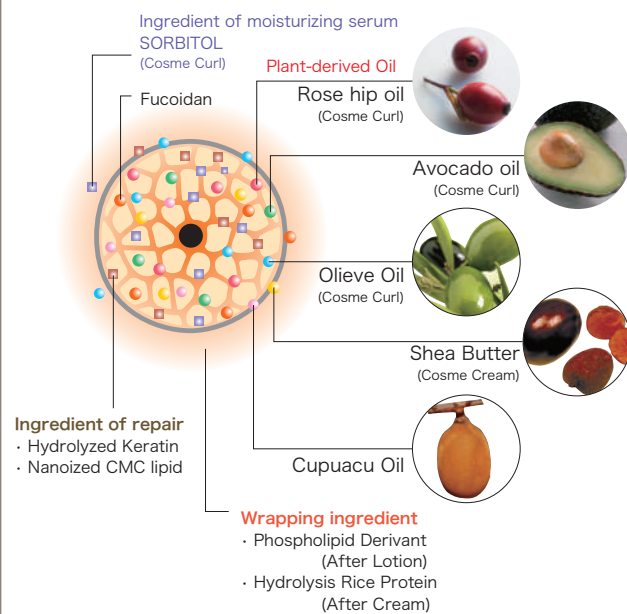 Ingredient of moisturizing serum
SORBITOL
(Cosme Curl)
Fucoidan
Plant-derived Oil
Rose hip oil
(Cosme Curl)
Avocado oil
(Cosme Curl)
Olieve Oil
(Cosme Curl)
Shea Butter
(Cosme Cream)
Cupuacu Oil
Ingredient of repair
· Hydrolyzed Keratin
· Nanoized CMC lipid
Wrapping ingredient
· Phospholipid Derivant
(After Lotion)
· Hydrolysis Rice Protein
(After Cream)